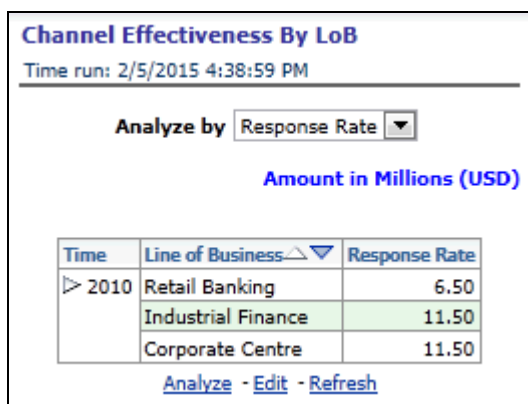 Channel Effectiveness By LoB
Time run: 2/5/2015 4:38:59 PM
Analyze by Response Rate
Amount in Millions (USD)
Time Line of Business Response Rate
2010 Retail Banking 6.50
Industrial Finance 11.50
Corporate Centre 11.50
Analyze - Edit - Refresh